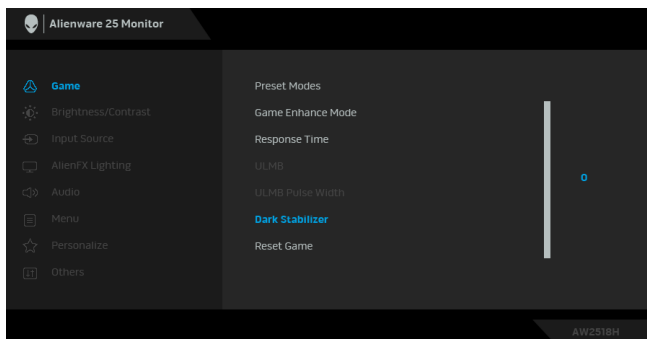 Alienware 25 Monitor
Game
Brightness/Contrast
Input Source
AlienFX Lighting
Audio
Menu
Personalize
Others
Preset Modes
Game Enhance Mode
Response Time
ULMB
ULMB Pulse Width
Dark Stabilizer
Reset Game
0
AW2518H